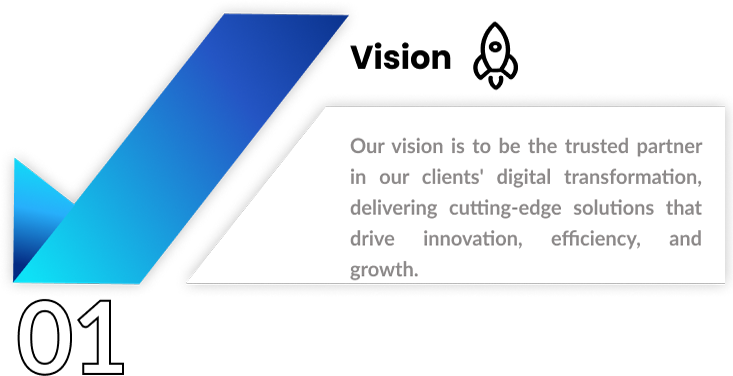 Vision
Our vision is to be the trusted partner
in our clients' digital transformation,
delivering cutting-edge solutions that
drive innovation, efficiency, and
growth.
01